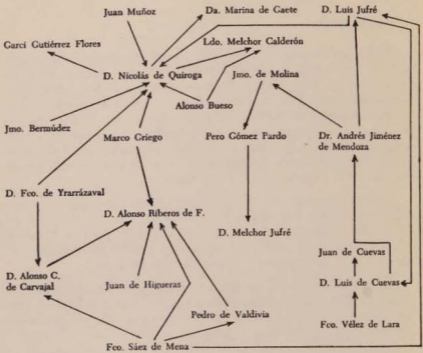 Juan Muñoz
Da. Marina de Gaete
D. Luis Jufré
Garci Gutiérrez Flores
Ldo. Melchor Calderón
D. Nicolás de Quiroga
Jmo. de Molina
Alonso Bueso
Jmo. Bermúdez
Marco Griego
Pero Gómez Pardo
Dr. Andrés Jiménez
de Mendoza
D. Fco. de Yrarrázaval
D. Alonso Riberos de F.
D. Melchor Jufré
Juan de Cuevas
D. Alonso C.
de Carvajal
Juan de Higueras
D. Luis de Cuevas
Pedro de Valdivia
Fco. Vélez de Lara
Fco. Sáez de Mena